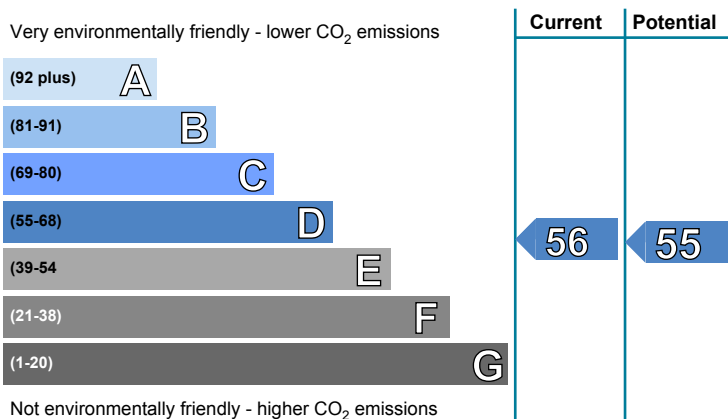 Very environmentally friendly - lower CO2 emissions
Current Potential
(92 plus) A
(81-91) B
(69-80) C
(55-68) D
56 55
(39-54 E
(21-38) F
(1-20) G
Not environmentally friendly - higher CO2 emissions